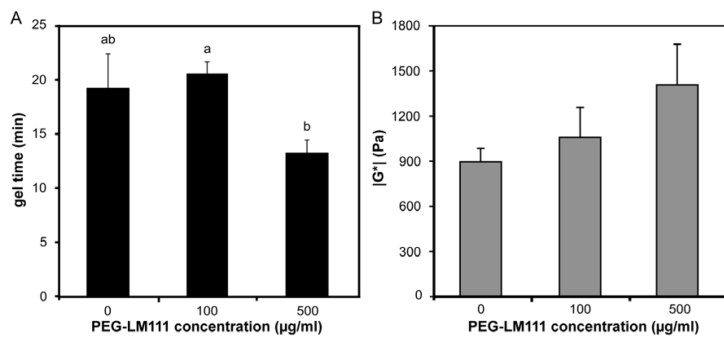 A
gel time (min)
25
20
15
10
5
0
ab
a
b
0 100 500
PEG-LM111 concentration (µg/ml)
B
|G*| (Pa)
1800
1500
1200
900
600
300
0
0 100 500
PEG-LM111 concentration (µg/ml)